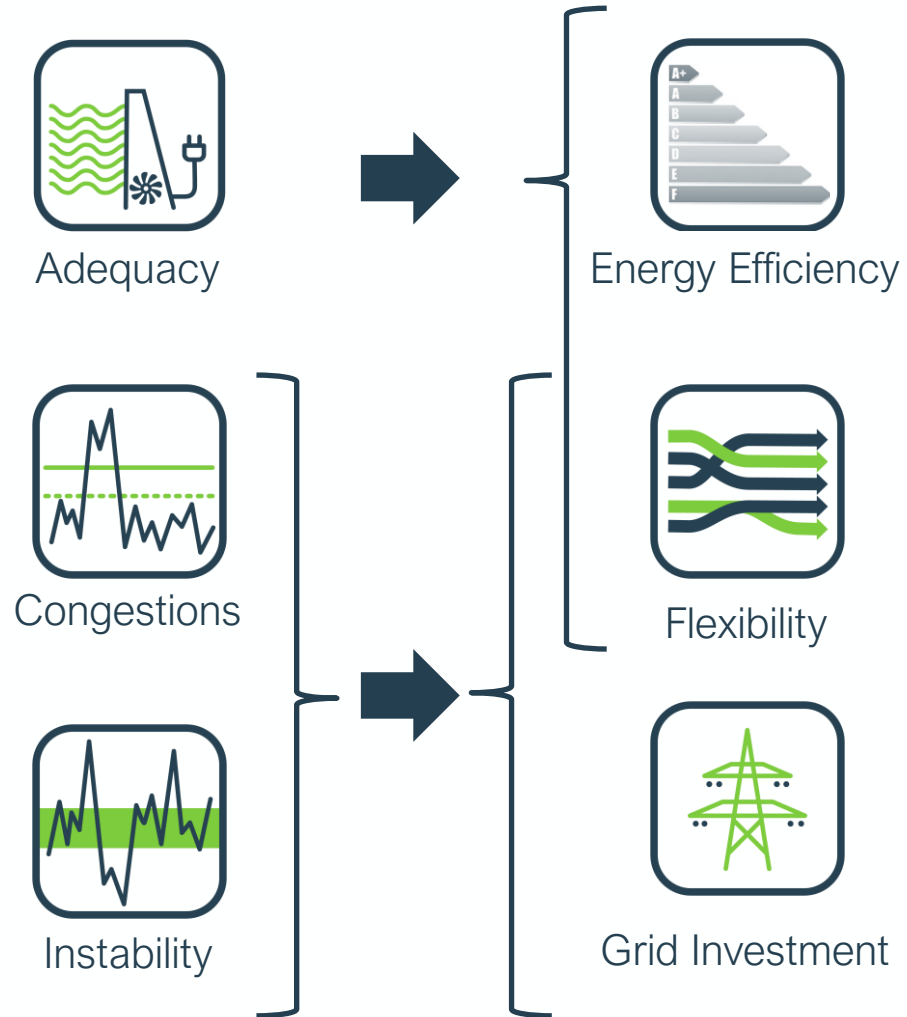 A+
A
B
C
D
E
F
Adequacy
Energy Efficiency
Congestions
Flexibility
Instability
Grid Investment